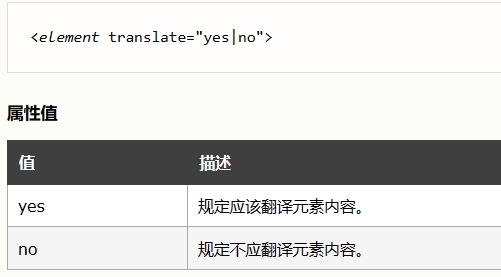 <element translate="yes|no">
属性值
值 描述
yes 规定应该翻译元素内容。
no 规定不应翻译元素内容。